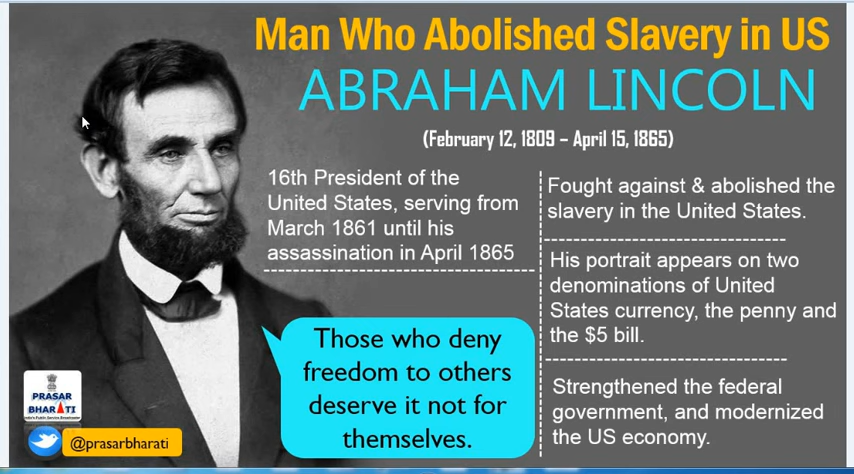 Man Who Abolished Slavery in US
ABRAHAM LINCOLN
(February 12, 1809 – April 15, 1865)
16th President of the
United States, serving from
March 1861 until his
assassination in April 1865
Fought against & abolished the
slavery in the United States.
His portrait appears on two
denominations of United
States currency, the penny and
the $5 bill.
Strengthened the federal
government, and modernized
the US economy.
Those who deny
freedom to others
deserve it not for
themselves.
PRASAR
BHARATI
India's Public Service Broadcaster
@prasarbharati